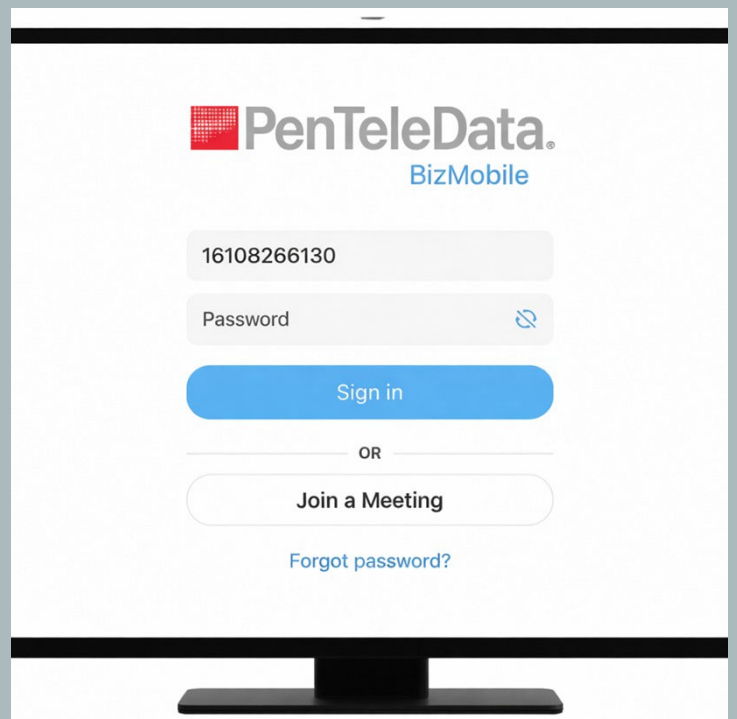 PenTeleData®
BizMobile
16108266130
Password
Sign in
OR
Join a Meeting
Forgot password?